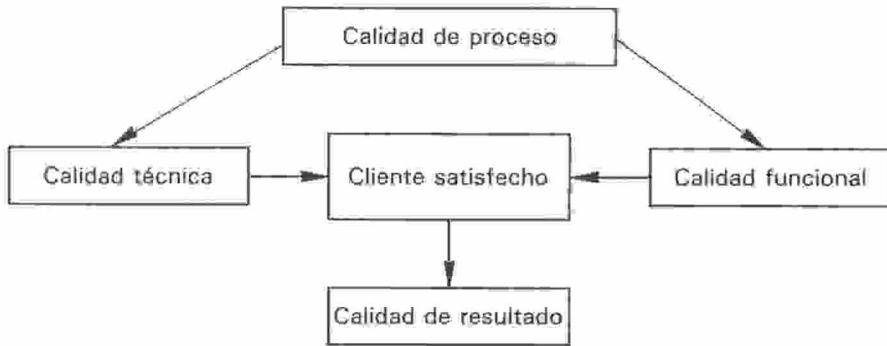 Calidad de proceso
Calidad técnica
Cliente satisfecho
Calidad funcional
Calidad de resultado